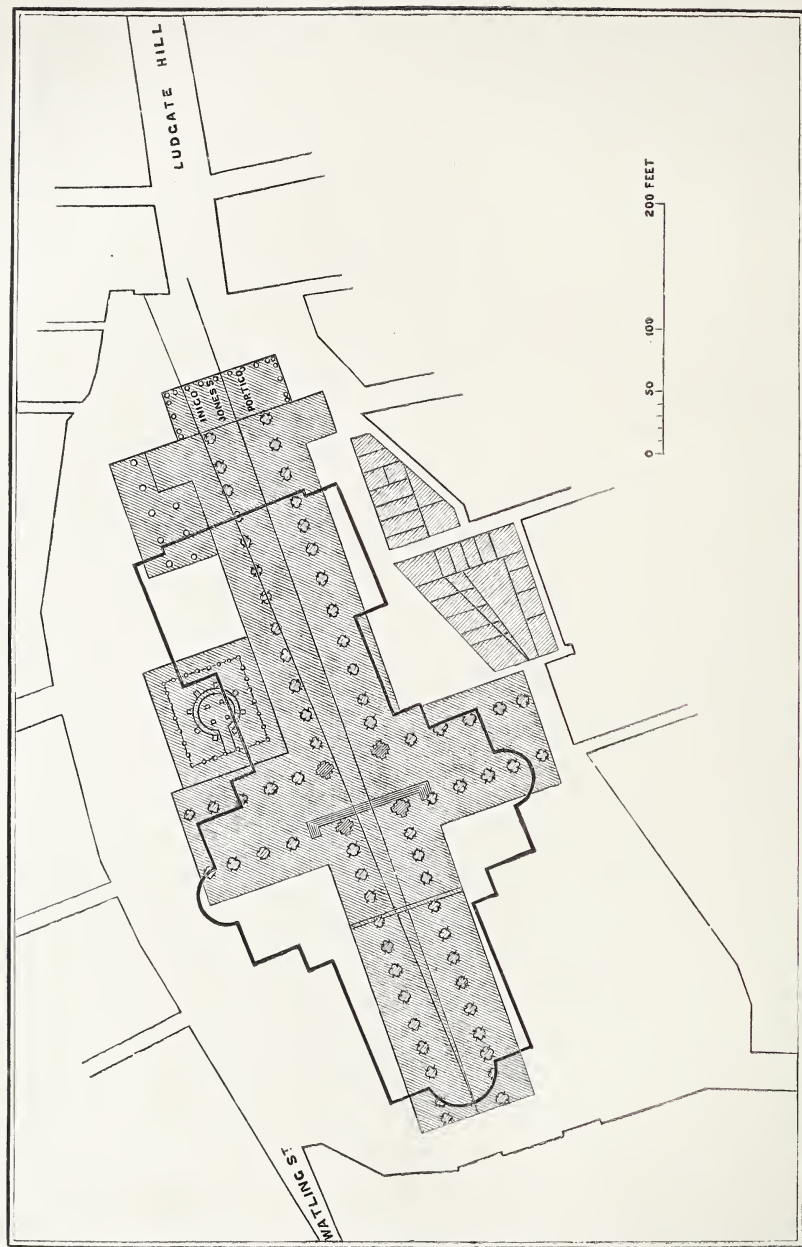 LUDGATE HILL
INIGO
JONES'S
PORTICO
0 50 100 200 FEET
WATLING ST.